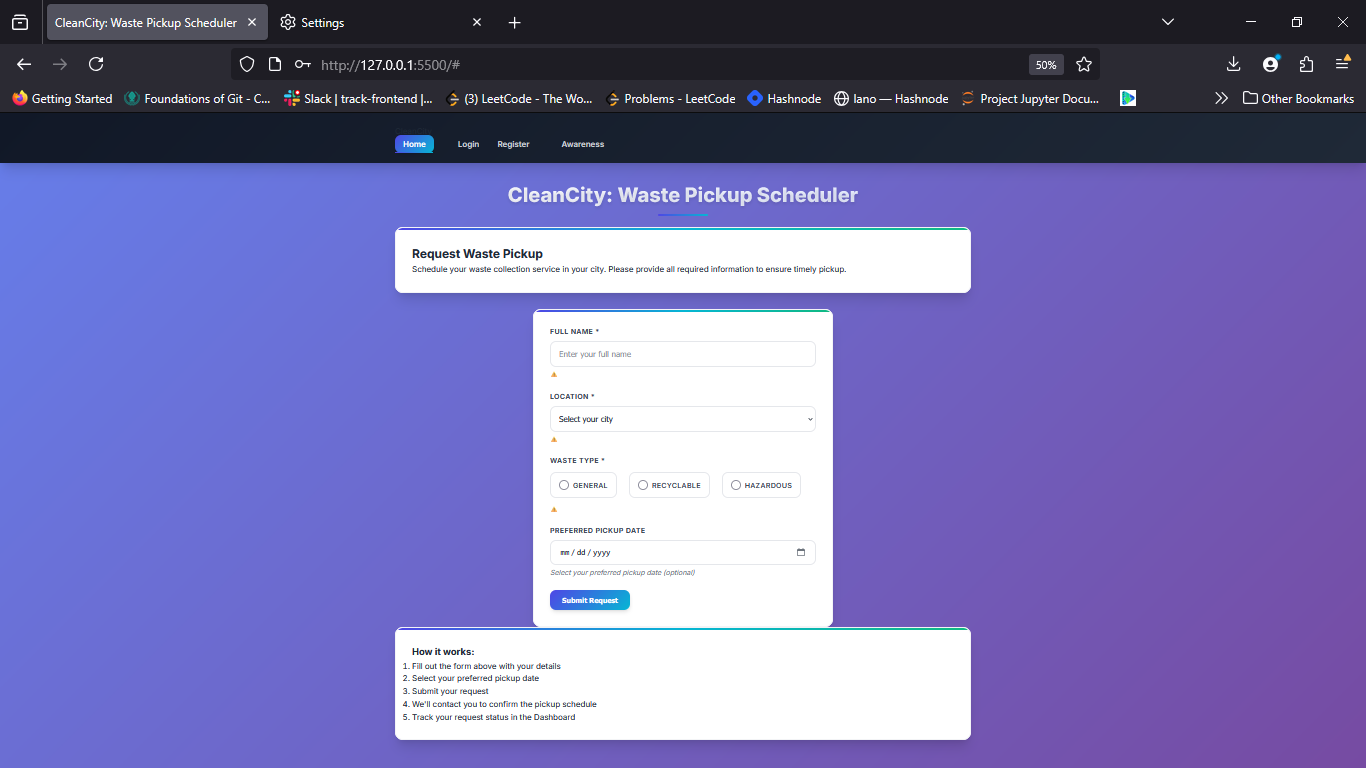 CleanCity: Waste Pickup Scheduler
Settings
http://127.0.0.1:5500/#
50%
Getting Started
Foundations of Git - C...
Slack | track-frontend |...
(3) LeetCode - The Wo...
Problems - LeetCode
Hashnode
Iano — Hashnode
Project Jupyter Docu...
Other Bookmarks
Home
Login
Register
Awareness
CleanCity: Waste Pickup Scheduler
Request Waste Pickup
Schedule your waste collection service in your city. Please provide all required information to ensure timely pickup.
FULL NAME *
Enter your full name
LOCATION *
Select your city
WASTE TYPE *
GENERAL
RECYCLABLE
HAZARDOUS
PREFERRED PICKUP DATE
mm / dd / yyyy
Select your preferred pickup date (optional)
Submit Request
How it works:
1. Fill out the form above with your details
2. Select your preferred pickup date
3. Submit your request
4. We'll contact you to confirm the pickup schedule
5. Track your request status in the Dashboard